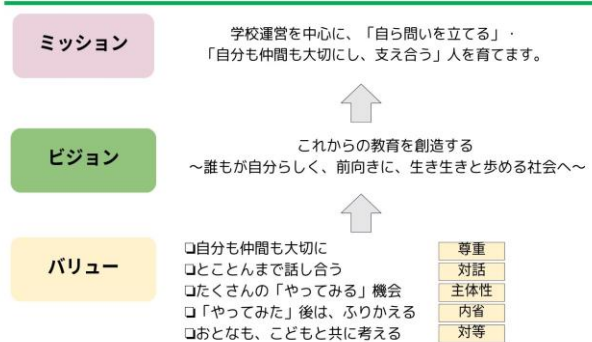 ミッション
学校運営を中心に、「自ら問いを立てる」・
「自分も仲間も大切にし、支え合う」人を育てます。
ビジョン
これからの教育を創造する
～誰もが自分らしく、前向きに、生き生きと歩める社会へ～
バリュー
❏自分も仲間も大切に 尊重
❏とことんまで話し合う 対話
❏たくさんの「やってみる」機会 主体性
❏「やってみた」後は、ふりかえる 内省
❏おとなも、こどもと共に考える 対等